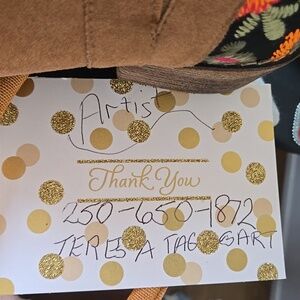 Artist
Thank You
250-650-1872
TERESA TAGGART